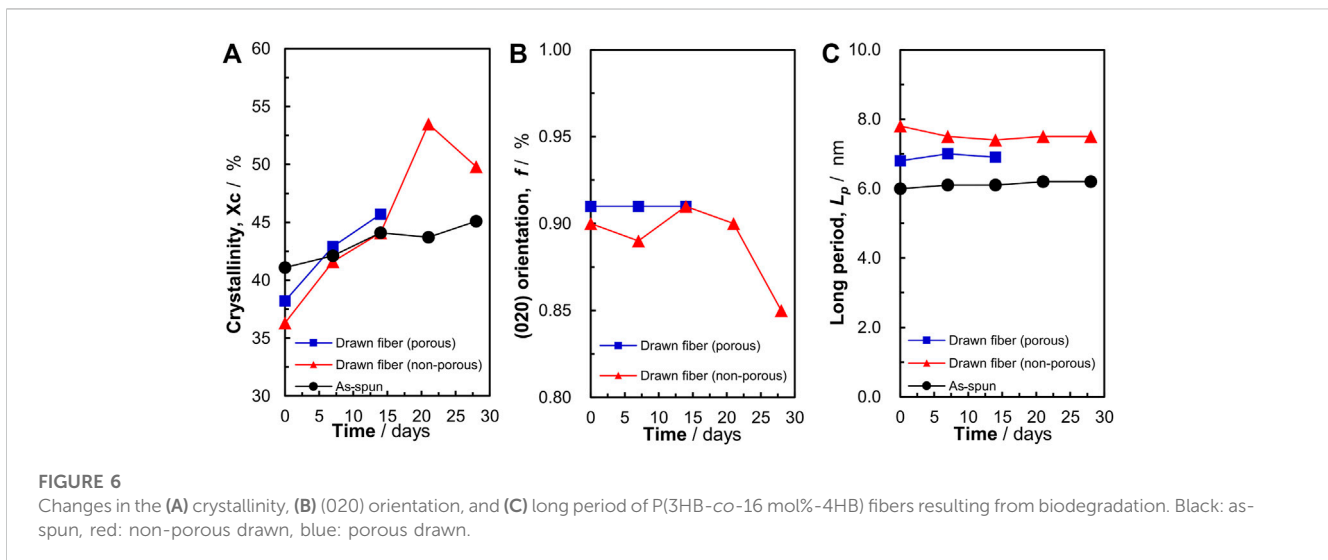 A
60
55
50
45
40
35
30
Crystallinity, Xc / %
Drawn fiber (porous)
Drawn fiber (non-porous)
As-spun
0 5 10 15 20 25 30
Time / days
B
1.00
0.95
0.90
0.85
0.80
(020) orientation, f / %
Drawn fiber (porous)
Drawn fiber (non-porous)
0 5 10 15 20 25 30
Time / days
C
10.0
8.0
6.0
4.0
2.0
0.0
Long period, Lp / nm
Drawn fiber (porous)
Drawn fiber (non-porous)
As-spun
0 5 10 15 20 25 30
Time / days
FIGURE 6
Changes in the (A) crystallinity, (B) (020) orientation, and (C) long period of P(3HB-co-16 mol%-4HB) fibers resulting from biodegradation. Black: as-
spun, red: non-porous drawn, blue: porous drawn.